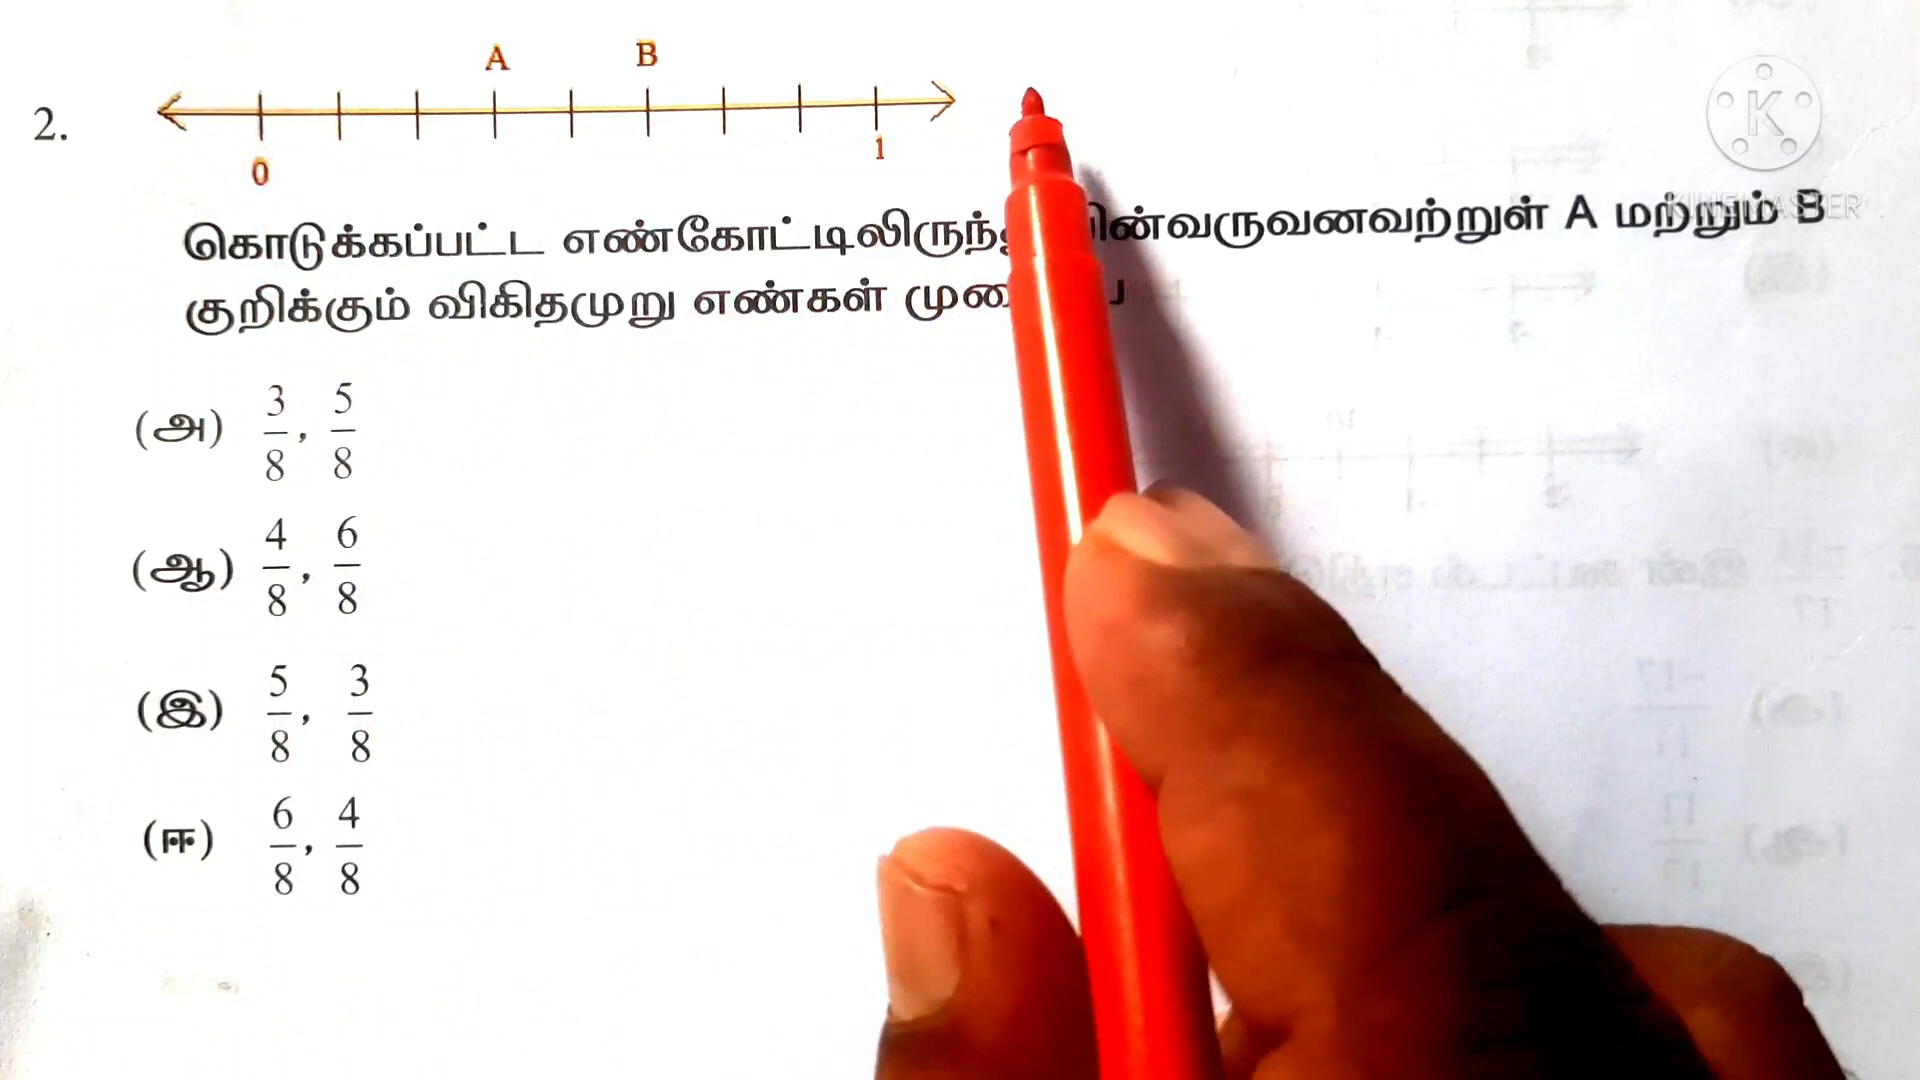 A B
2.
0 1
கொடுக்கப்பட்ட எண்கோட்டிலிருந்து பின்வருவனவற்றுள் A மற்றும் B
குறிக்கும் விகிதமுறு எண்கள் முறையே
(அ) 3/8, 5/8
(ஆ) 4/8, 6/8
(இ) 5/8, 3/8
(ஈ) 6/8, 4/8
K
KINEMASTER